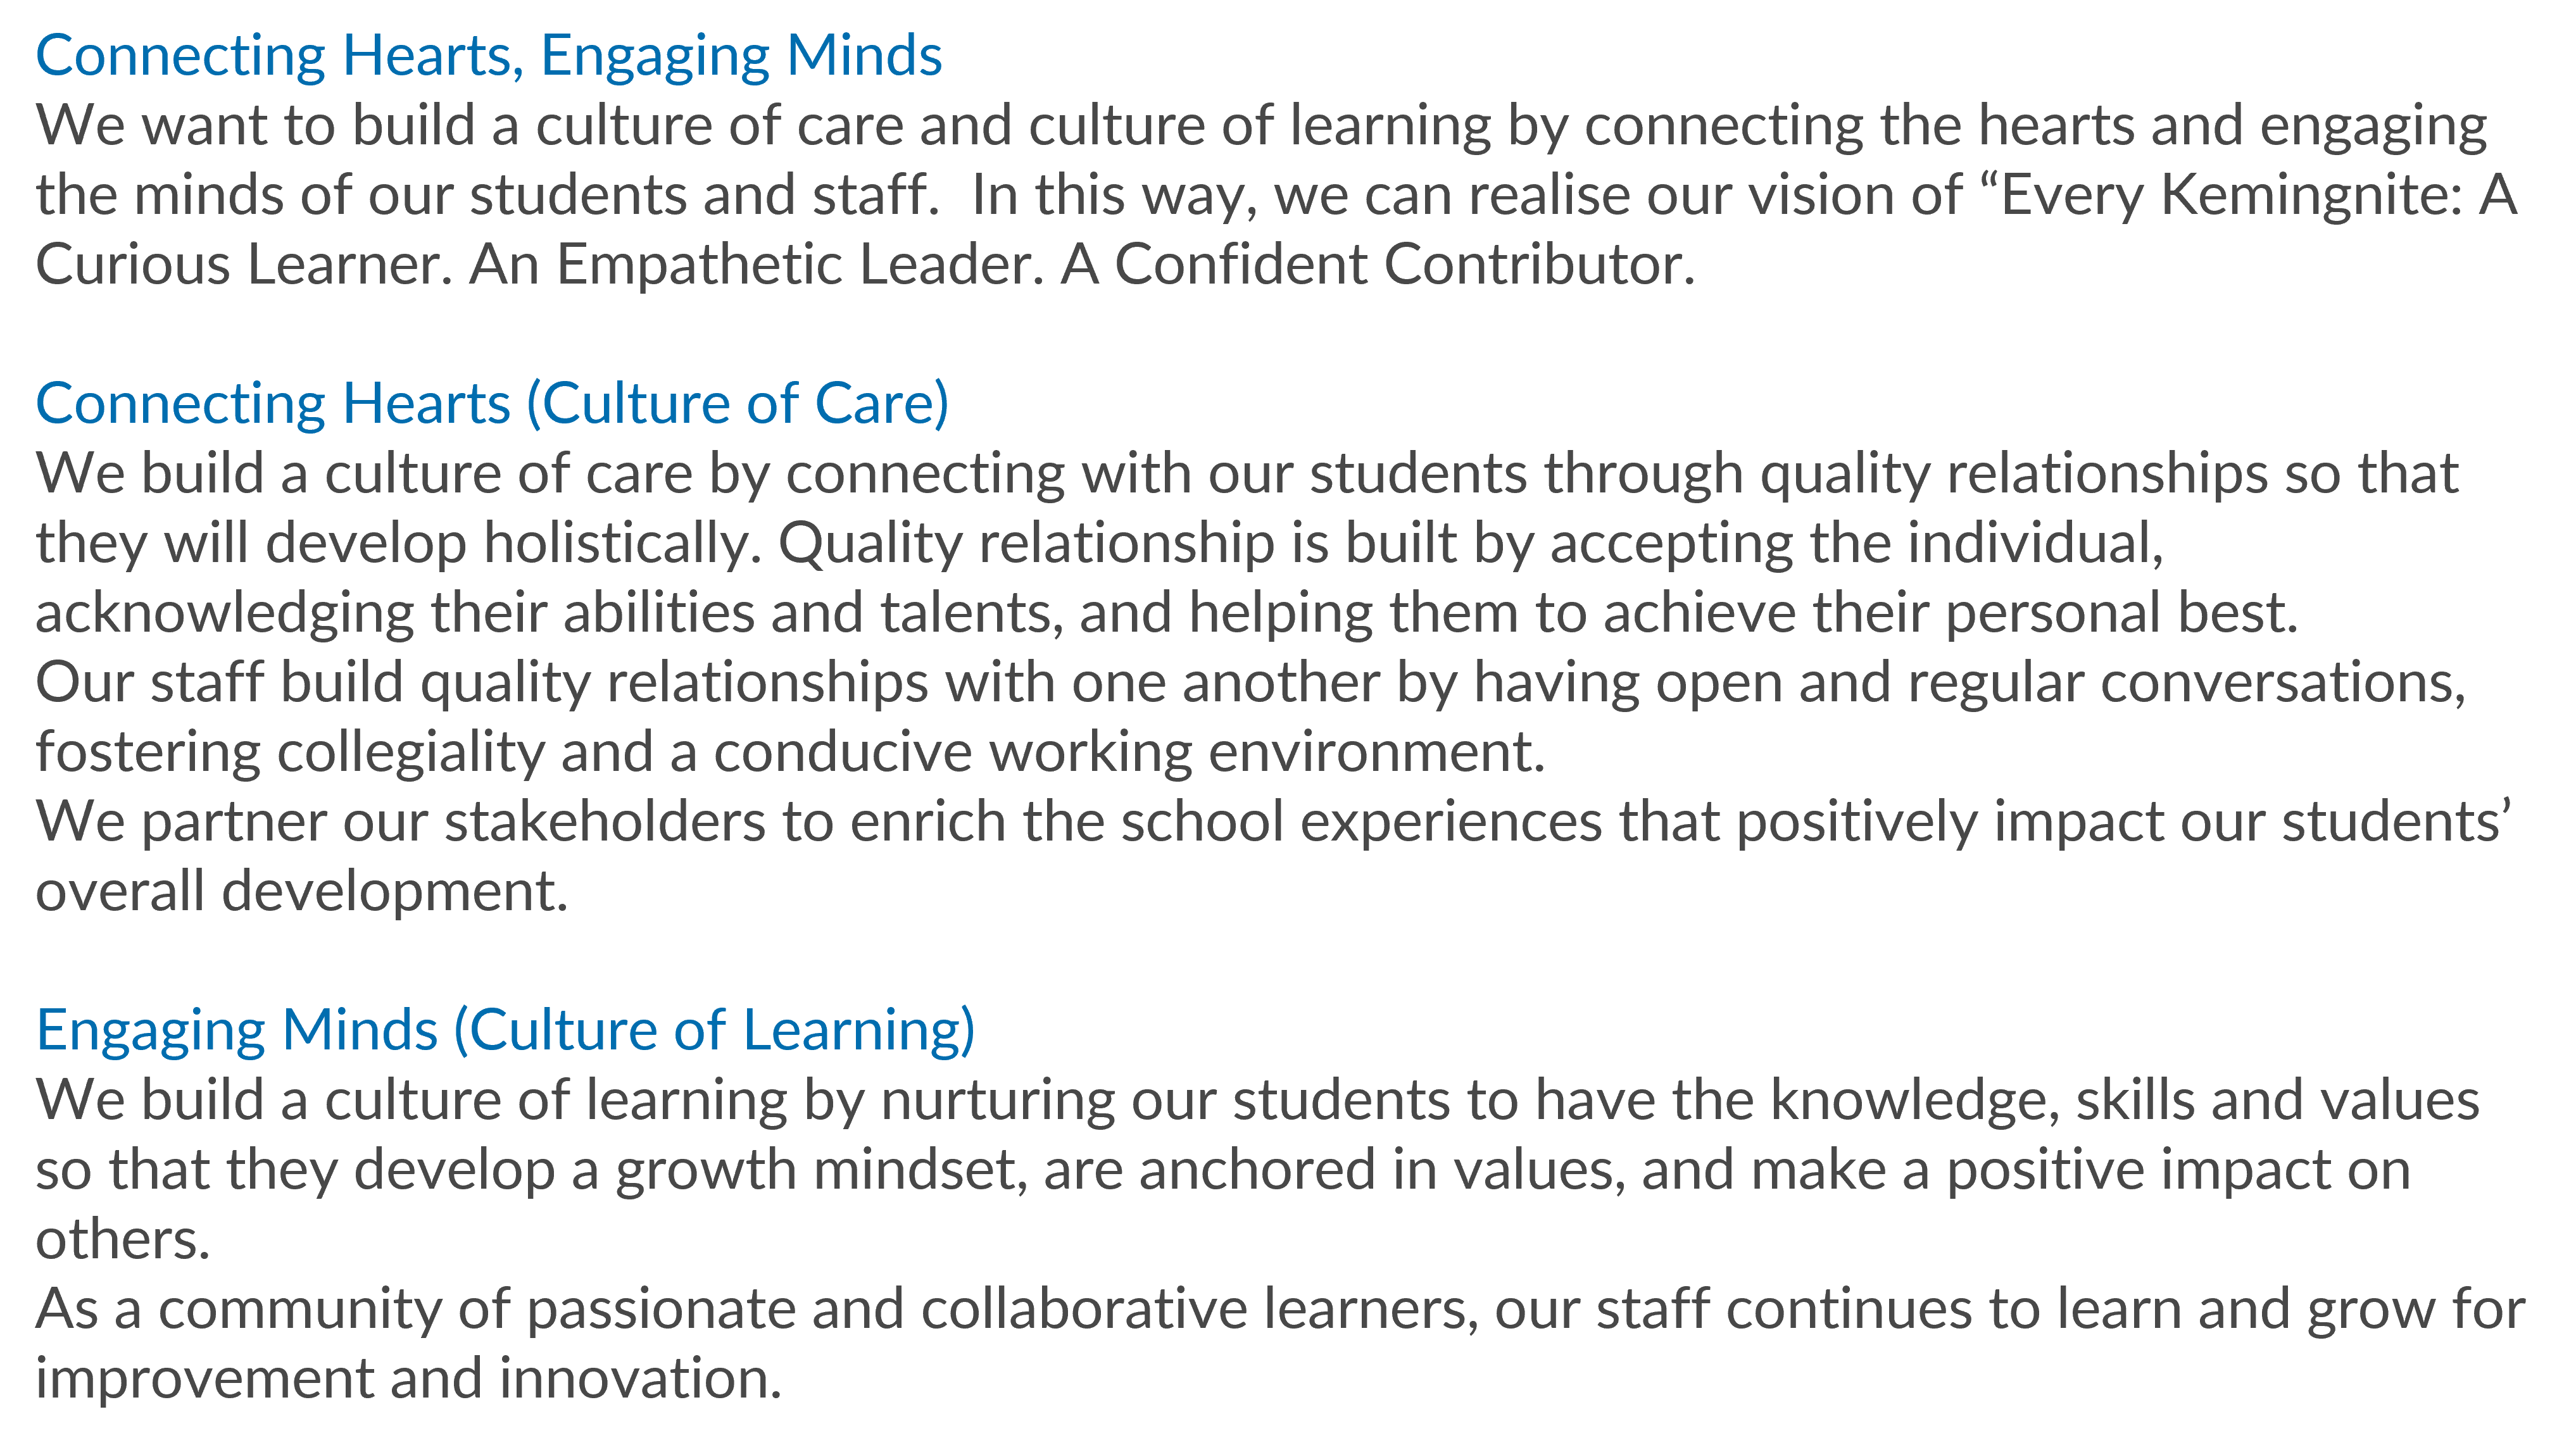 Connecting Hearts, Engaging Minds
We want to build a culture of care and culture of learning by connecting the hearts and engaging
the minds of our students and staff.  In this way, we can realise our vision of “Every Kemingnite: A
Curious Learner. An Empathetic Leader. A Confident Contributor.
Connecting Hearts (Culture of Care)
We build a culture of care by connecting with our students through quality relationships so that
they will develop holistically. Quality relationship is built by accepting the individual,
acknowledging their abilities and talents, and helping them to achieve their personal best.
Our staff build quality relationships with one another by having open and regular conversations,
fostering collegiality and a conducive working environment.
We partner our stakeholders to enrich the school experiences that positively impact our students’
overall development.
Engaging Minds (Culture of Learning)
We build a culture of learning by nurturing our students to have the knowledge, skills and values
so that they develop a growth mindset, are anchored in values, and make a positive impact on
others.
As a community of passionate and collaborative learners, our staff continues to learn and grow for
improvement and innovation.